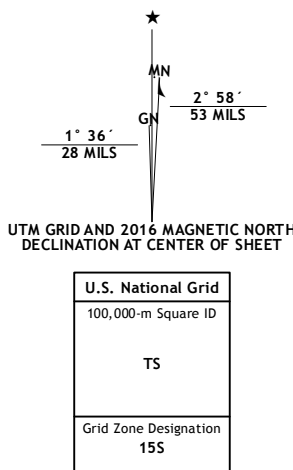 ★
MN
GN
2° 58´
53 MILS
1° 36´
28 MILS
UTM GRID AND 2016 MAGNETIC NORTH
DECLINATION AT CENTER OF SHEET
U.S. National Grid
100,000-m Square ID
TS
Grid Zone Designation
15S